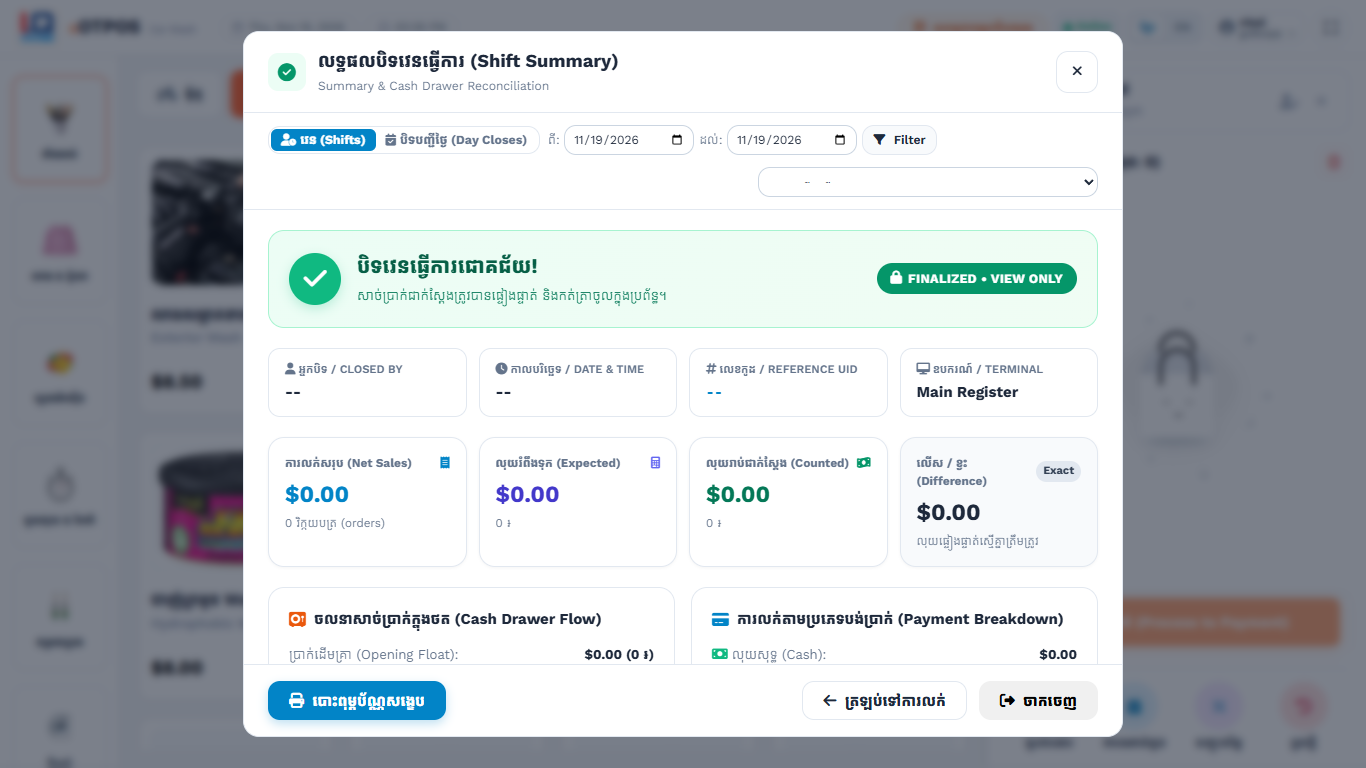 លទ្ធផលបិទវេនធ្វើការ (Shift Summary)
Summary & Cash Drawer Reconciliation
វេន (Shifts)
បិទបញ្ជីថ្ងៃ (Day Closes)
ពី: 11/19/2026
ដល់: 11/19/2026
Filter
បិទវេនធ្វើការជោគជ័យ!
សាច់ប្រាក់ជាក់ស្តែងត្រូវបានផ្ទៀងផ្ទាត់ និងកត់ត្រាចូលក្នុងប្រព័ន្ធ។
FINALIZED • VIEW ONLY
អ្នកបិទ / CLOSED BY
--
កាលបរិច្ឆេទ / DATE & TIME
--
លេខកូដ / REFERENCE UID
--
ឧបករណ៍ / TERMINAL
Main Register
ការលក់សរុប (Net Sales)
$0.00
0 វិក្កយបត្រ (orders)
លុយរំពឹងទុក (Expected)
$0.00
0 ៛
លុយរាប់ជាក់ស្តែង (Counted)
$0.00
0 ៛
លើស / ខ្វះ
(Difference)
Exact
$0.00
លុយផ្ទៀងផ្ទាត់ស្មើគ្នាត្រឹមត្រូវ
ចលនាសាច់ប្រាក់ក្នុងថត (Cash Drawer Flow)
ប្រាក់ដើមគ្រា (Opening Float): $0.00 (0 ៛)
ការលក់តាមប្រភេទបង់ប្រាក់ (Payment Breakdown)
លុយសុទ្ធ (Cash): $0.00
បោះពុម្ពប័ណ្ណសង្ខេប
ត្រឡប់ទៅការលក់
ចាកចេញ